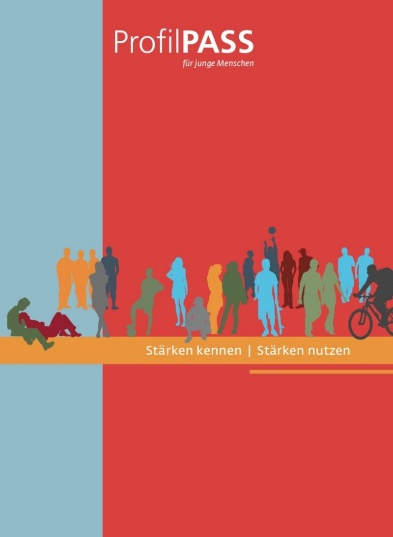 ProfilPASS
für junge Menschen
Stärken kennen | Stärken nutzen